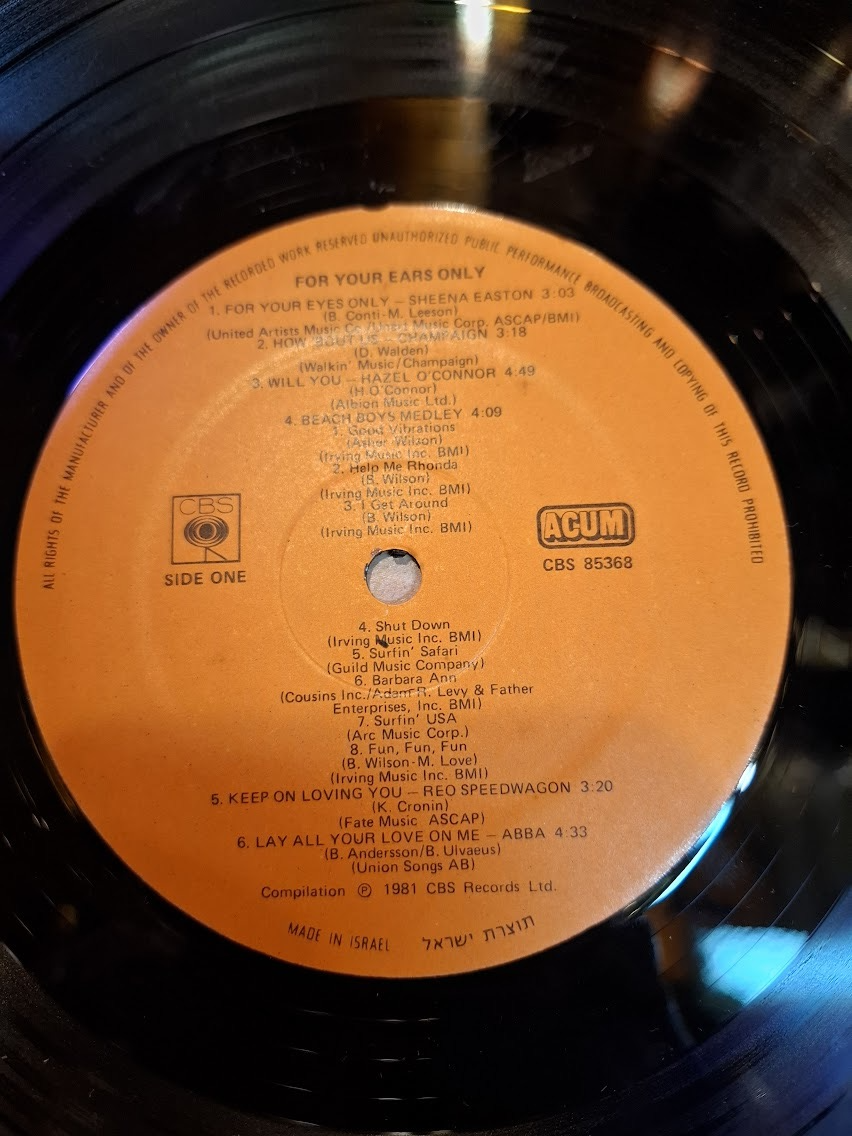 ALL RIGHTS OF THE MANUFACTURER AND OF THE OWNER OF THE RECORDED WORK RESERVED UNAUTHORIZED PUBLIC PERFORMANCE BROADCASTING AND COPYING OF THIS RECORD PROHIBITED
FOR YOUR EARS ONLY
1. FOR YOUR EYES ONLY — SHEENA EASTON 3:03
(B. Conti-M. Leeson)
(United Artists Music Co./Unart Music Corp. ASCAP/BMI)
2. HOW 'BOUT US — CHAMPAIGN 3:18
(D. Walden)
(Walkin' Music/Champaign)
3. WILL YOU — HAZEL O'CONNOR 4:49
(H.O'Connor)
(Albion Music Ltd.)
4. BEACH BOYS MEDLEY 4:09
1. Good Vibrations
(Asher Wilson)
(Irving Music Inc. BMI)
2. Help Me Rhonda
(B. Wilson)
(Irving Music Inc. BMI)
3. I Get Around
(B. Wilson)
(Irving Music Inc. BMI)
CBS
SIDE ONE
ACUM
CBS 85368
4. Shut Down
(Irving Music Inc. BMI)
5. Surfin' Safari
(Guild Music Company)
6. Barbara Ann
(Cousins Inc./Adam R. Levy & Father
Enterprises, Inc. BMI)
7. Surfin' USA
(Arc Music Corp.)
8. Fun, Fun, Fun
(B. Wilson-M. Love)
(Irving Music Inc. BMI)
5. KEEP ON LOVING YOU — REO SPEEDWAGON 3:20
(K. Cronin)
(Fate Music ASCAP)
6. LAY ALL YOUR LOVE ON ME — ABBA 4:33
(B. Andersson/B. Ulvaeus)
(Union Songs AB)
Compilation ℗ 1981 CBS Records Ltd.
MADE IN ISRAEL תוצרת ישראל